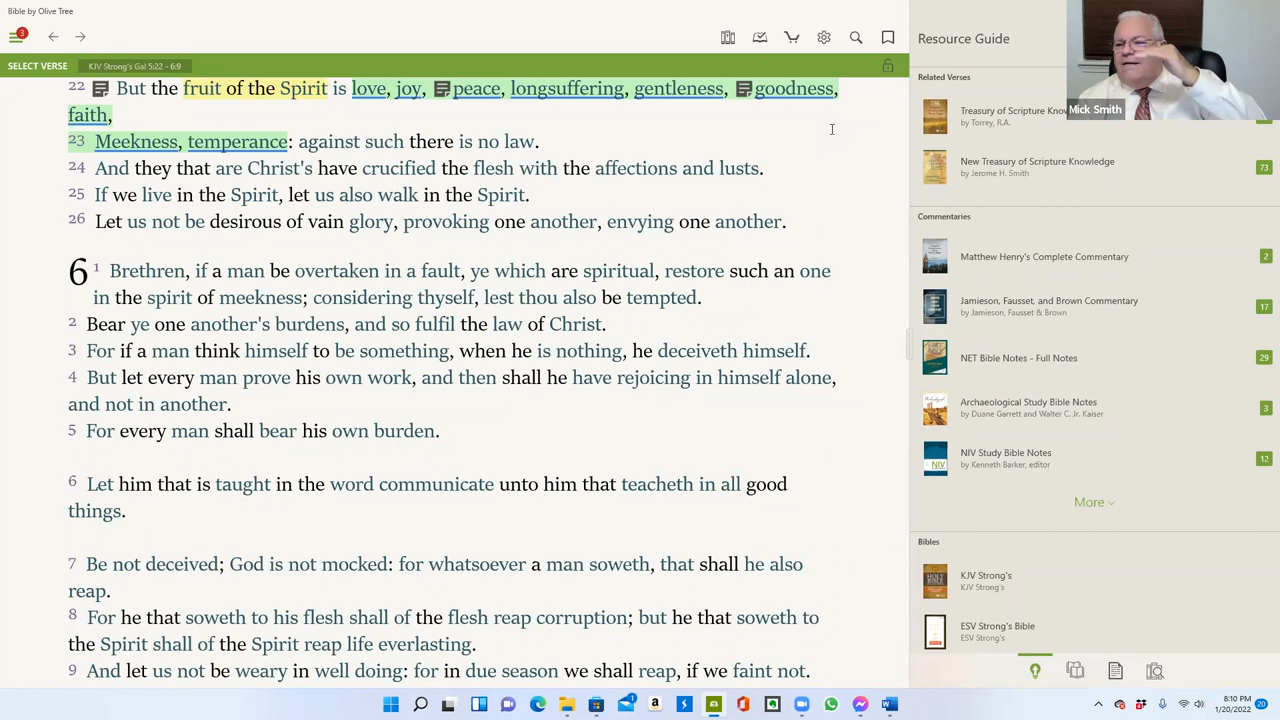 Bible by Olive Tree
3
SELECT VERSE
KJV Strong's Gal 5:22 - 6:9
22 But the fruit of the Spirit is love, joy, peace, longsuffering, gentleness, goodness,
faith,
23 Meekness, temperance: against such there is no law.
24 And they that are Christ's have crucified the flesh with the affections and lusts.
25 If we live in the Spirit, let us also walk in the Spirit.
26 Let us not be desirous of vain glory, provoking one another, envying one another.
6 1 Brethren, if a man be overtaken in a fault, ye which are spiritual, restore such an one
in the spirit of meekness; considering thyself, lest thou also be tempted.
2 Bear ye one another's burdens, and so fulfil the law of Christ.
3 For if a man think himself to be something, when he is nothing, he deceiveth himself.
4 But let every man prove his own work, and then shall he have rejoicing in himself alone,
and not in another.
5 For every man shall bear his own burden.
6 Let him that is taught in the word communicate unto him that teacheth in all good
things.
7 Be not deceived; God is not mocked: for whatsoever a man soweth, that shall he also
reap.
8 For he that soweth to his flesh shall of the flesh reap corruption; but he that soweth to
the Spirit shall of the Spirit reap life everlasting.
9 And let us not be weary in well doing: for in due season we shall reap, if we faint not.
Resource Guide
Mick Smith
Related Verses
Treasury of Scripture
by Torrey, R.A.
New Treasury of Scripture Knowledge
by Jerome H. Smith
73
Commentaries
Matthew Henry's Complete Commentary
2
Jamieson, Fausset, and Brown Commentary
by Jamieson, Fausset & Brown
17
NET Bible Notes - Full Notes
29
Archaeological Study Bible Notes
by Duane Garrett and Walter C. Jr. Kaiser
3
NIV Study Bible Notes
by Kenneth Barker, editor
12
More
Bibles
KJV Strong's
KJV Strong's
ESV Strong's Bible
ESV Strong's
8:10 PM
1/20/2022
20